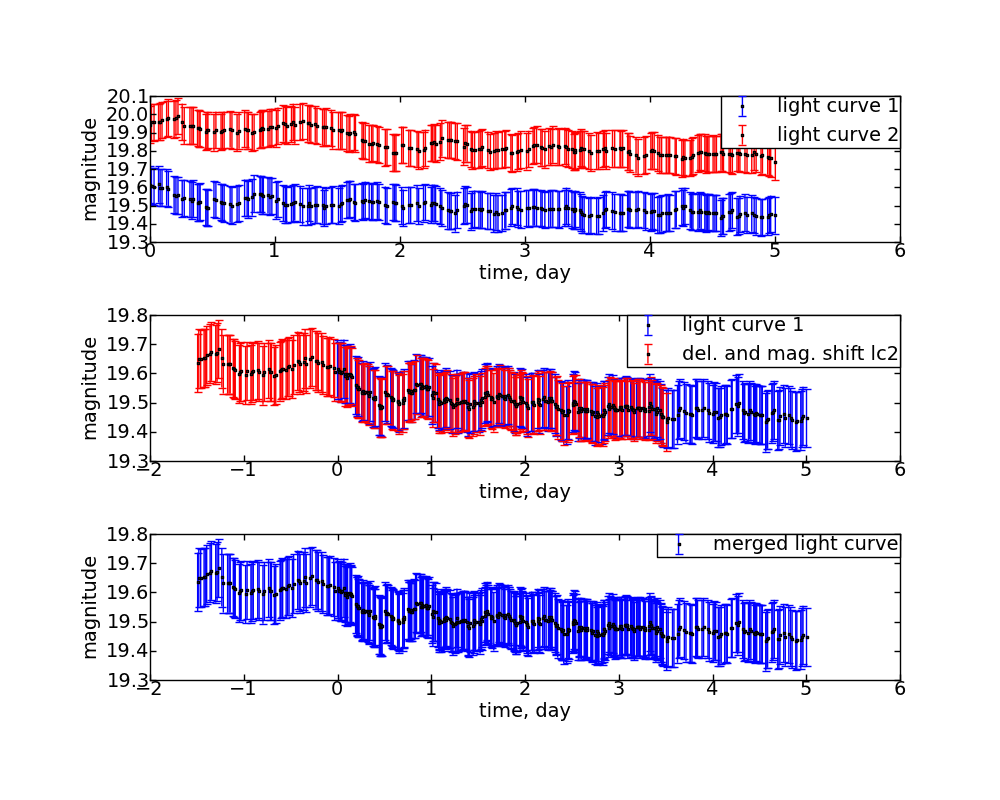 20.1
20.0
19.9
19.8
19.7
19.6
19.5
19.4
19.3
magnitude
light curve 1
light curve 2
0 1 2 3 4 5 6
time, day
19.8
19.7
19.6
19.5
19.4
19.3
magnitude
light curve 1
del. and mag. shift lc2
−2 −1 0 1 2 3 4 5 6
time, day
19.8
19.7
19.6
19.5
19.4
19.3
magnitude
merged light curve
−2 −1 0 1 2 3 4 5 6
time, day